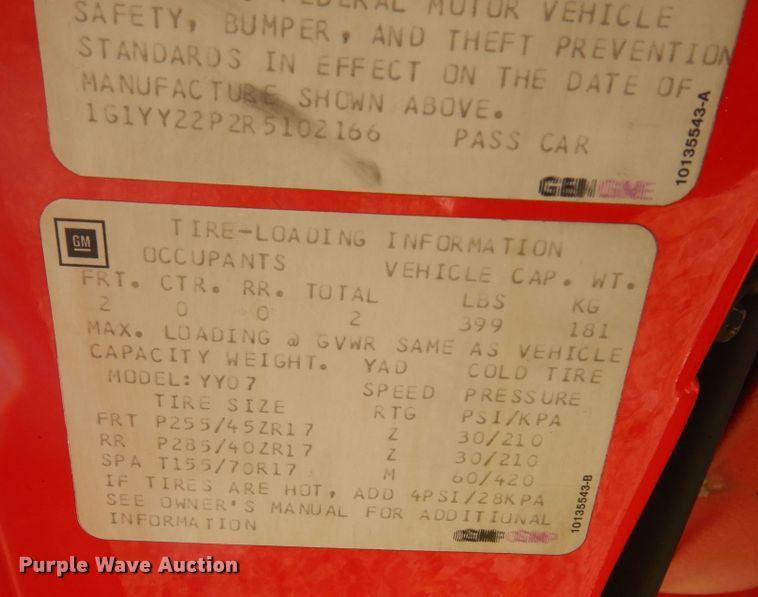 FEDERAL MOTOR VEHICLE
SAFETY, BUMPER, AND THEFT PREVENTION
STANDARDS IN EFFECT ON THE DATE OF
MANUFACTURE SHOWN ABOVE.
1G1YY22P2R5102166 PASS CAR
10135543-A
GM
TIRE-LOADING INFORMATION
OCCUPANTS VEHICLE CAP. WT.
FRT. CTR. RR. TOTAL LBS KG
2 0 0 2 399 181
MAX. LOADING @ GVWR SAME AS VEHICLE
CAPACITY WEIGHT. YAD COLD TIRE
MODEL: YY07 SPEED PRESSURE
TIRE SIZE RTG PSI/KPA
FRT P255/45ZR17 Z 30/210
RR P285/40ZR17 Z 30/210
SPA T155/70R17 M 60/420
IF TIRES ARE HOT, ADD 4PSI/28KPA
SEE OWNER'S MANUAL FOR ADDITIONAL
INFORMATION
10135543-B
Purple Wave Auction